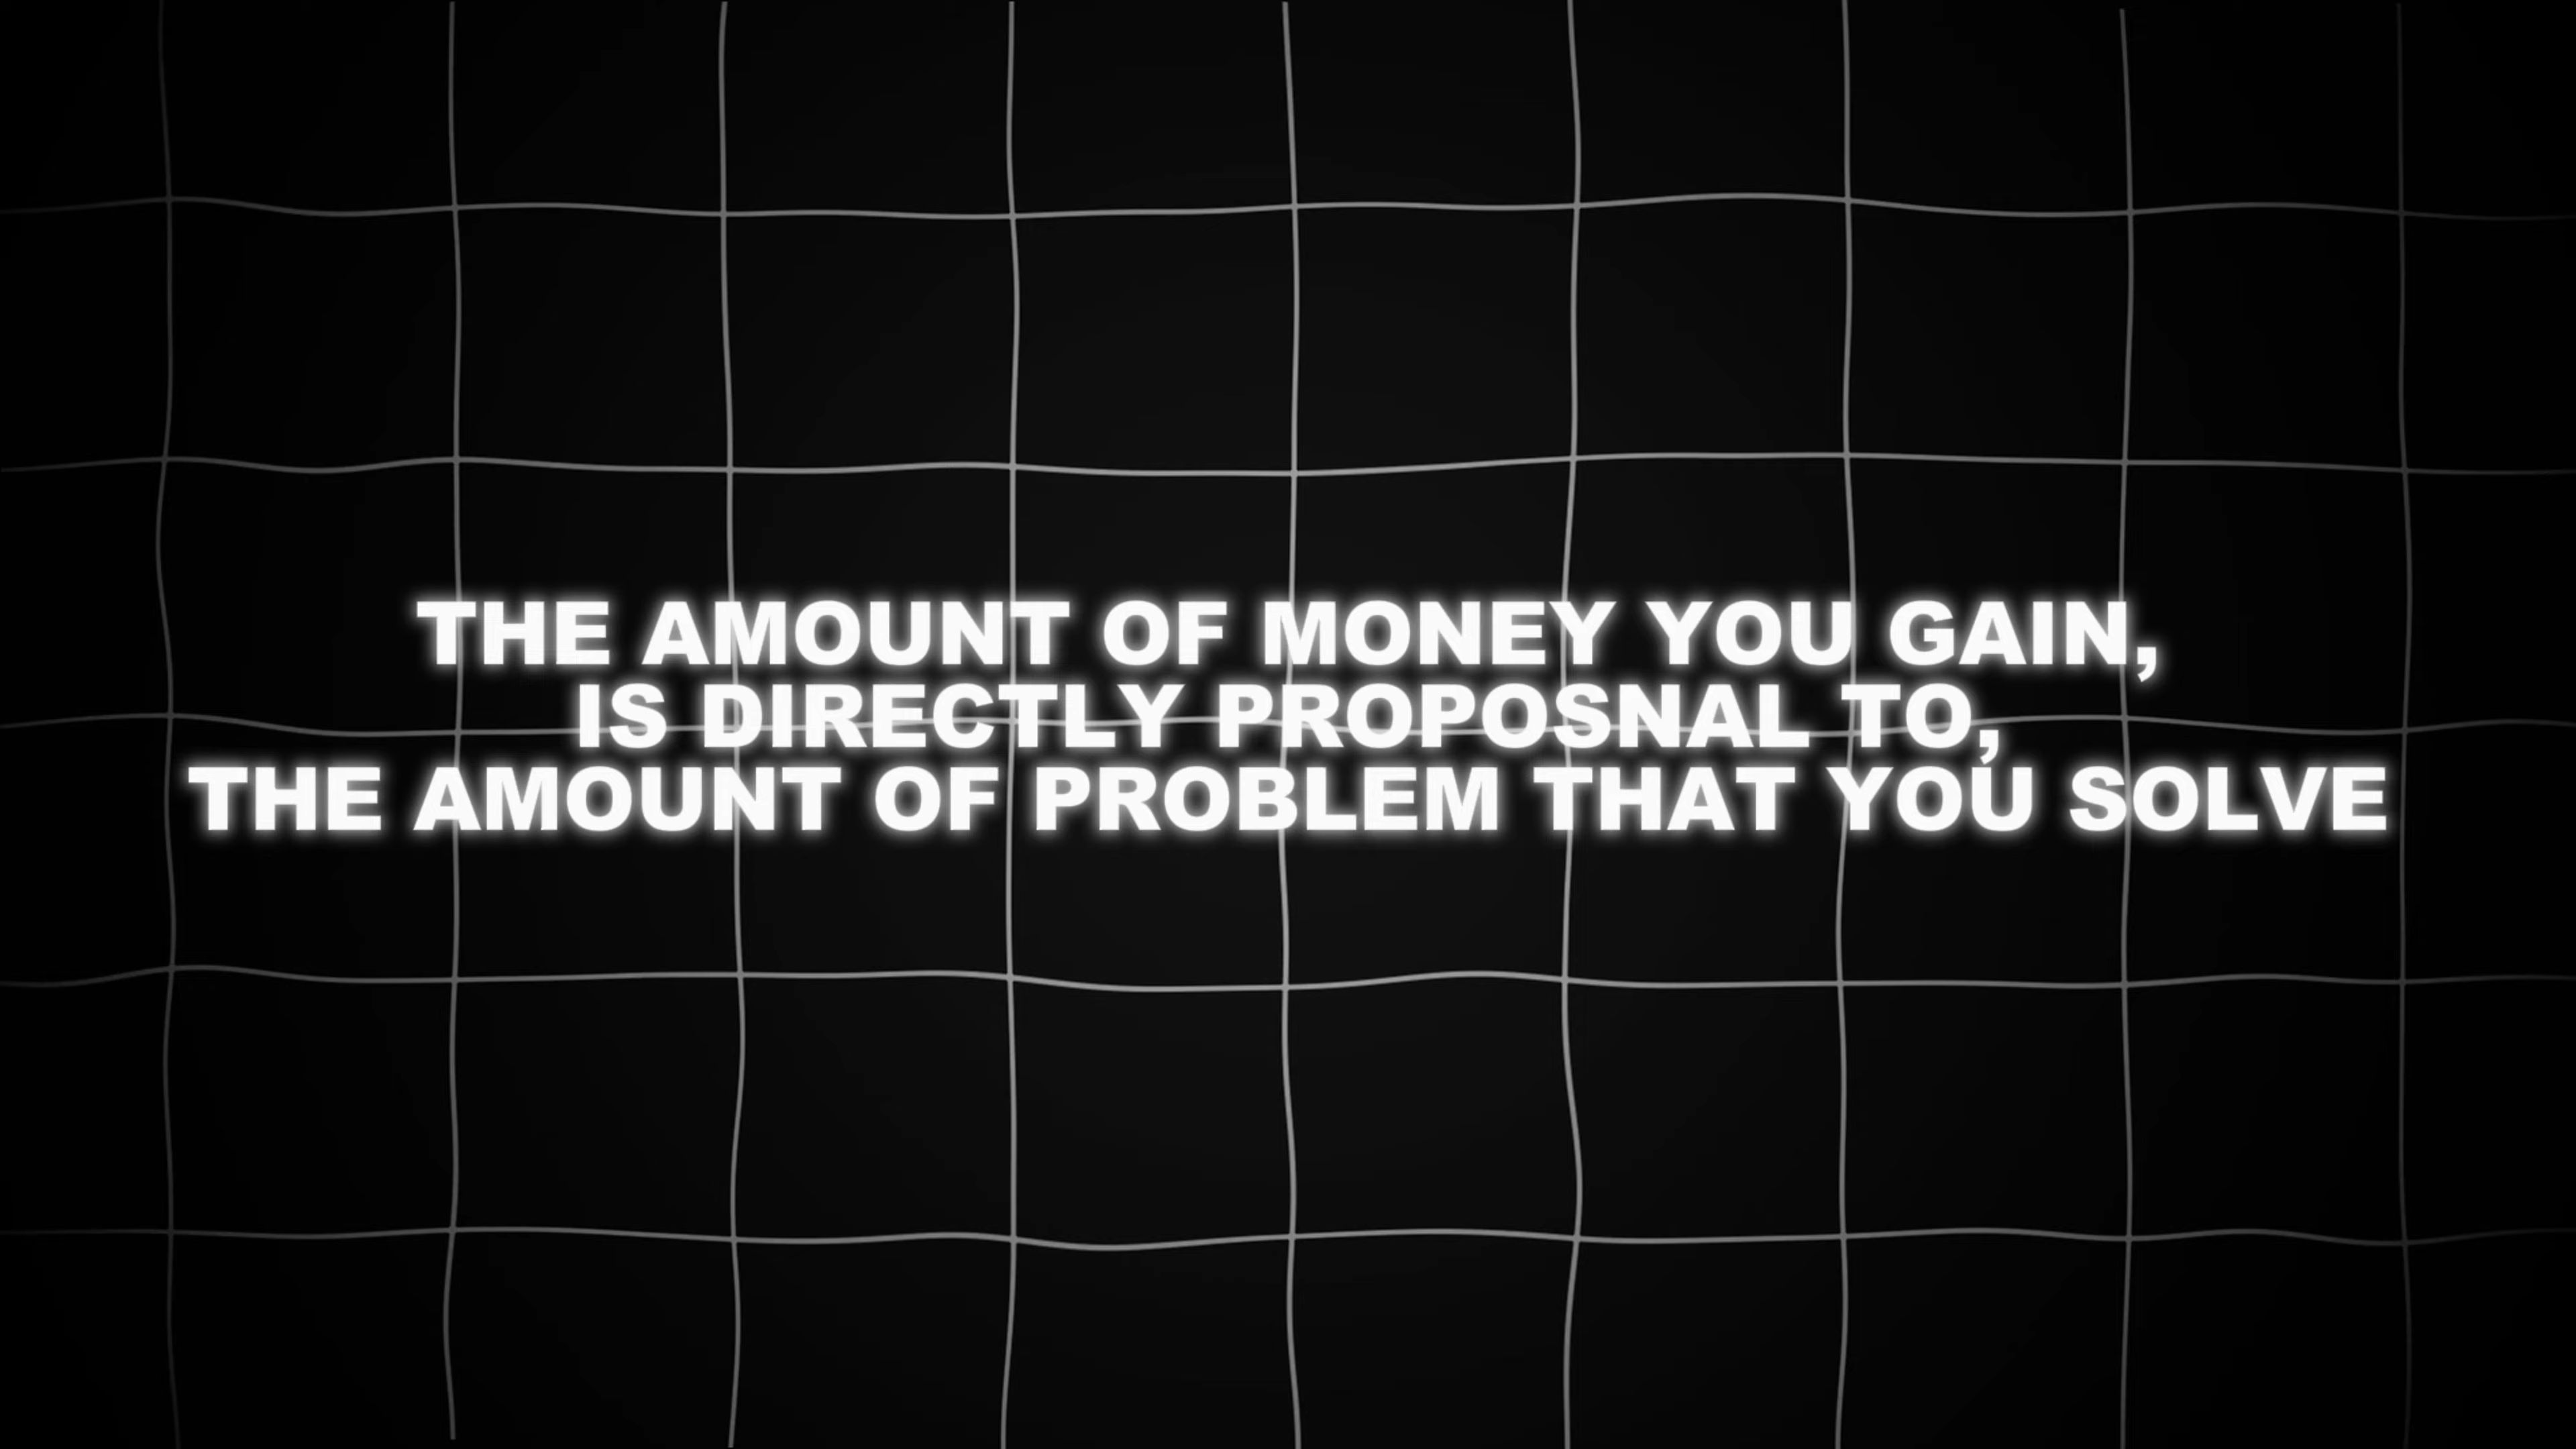 THE AMOUNT OF MONEY YOU GAIN,
IS DIRECTLY PROPOSNAL TO,
THE AMOUNT OF PROBLEM THAT YOU SOLVE